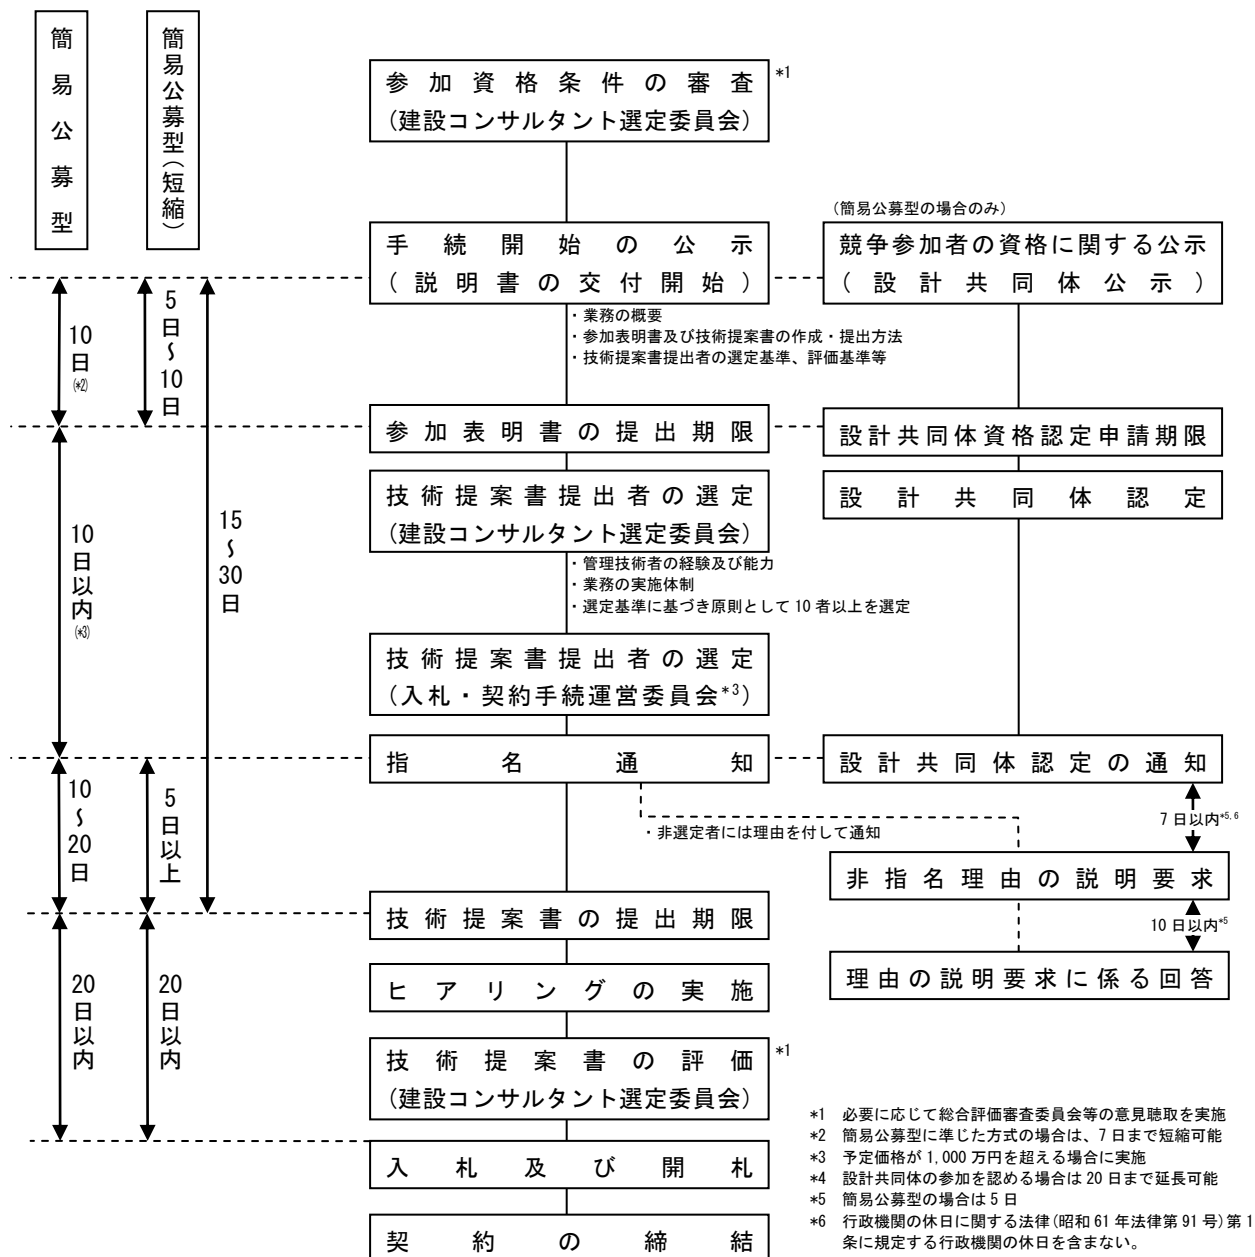 簡易公募型
簡易公募型(短縮)
参加資格条件の審査 *1
(建設コンサルタント選定委員会)
(簡易公募型の場合のみ)
手続開始の公示
(説明書の交付開始)
競争参加者の資格に関する公示
(設計共同体公示)
・業務の概要
・参加表明書及び技術提案書の作成・提出方法
・技術提案書提出者の選定基準、評価基準等
10日(*2)
5日~10日
15~30日
参加表明書の提出期限
設計共同体資格認定申請期限
技術提案書提出者の選定
(建設コンサルタント選定委員会)
設計共同体認定
・管理技術者の経験及び能力
・業務の実施体制
・選定基準に基づき原則として10者以上を選定
10日以内(*3)
技術提案書提出者の選定
(入札・契約手続運営委員会*3)
指名通知
設計共同体認定の通知
10~20日
5日以上
・非選定者には理由を付して通知
7日以内*5,6
非指名理由の説明要求
技術提案書の提出期限
10日以内*5
理由の説明要求に係る回答
20日以内
20日以内
ヒアリングの実施
技術提案書の評価 *1
(建設コンサルタント選定委員会)
入札及び開札
契約の締結
*1 必要に応じて総合評価審査委員会等の意見聴取を実施
*2 簡易公募型に準じた方式の場合は、7日まで短縮可能
*3 予定価格が1,000万円を超える場合に実施
*4 設計共同体の参加を認める場合は20日まで延長可能
*5 簡易公募型の場合は5日
*6 行政機関の休日に関する法律(昭和61年法律第91号)第1
条に規定する行政機関の休日を含まない。